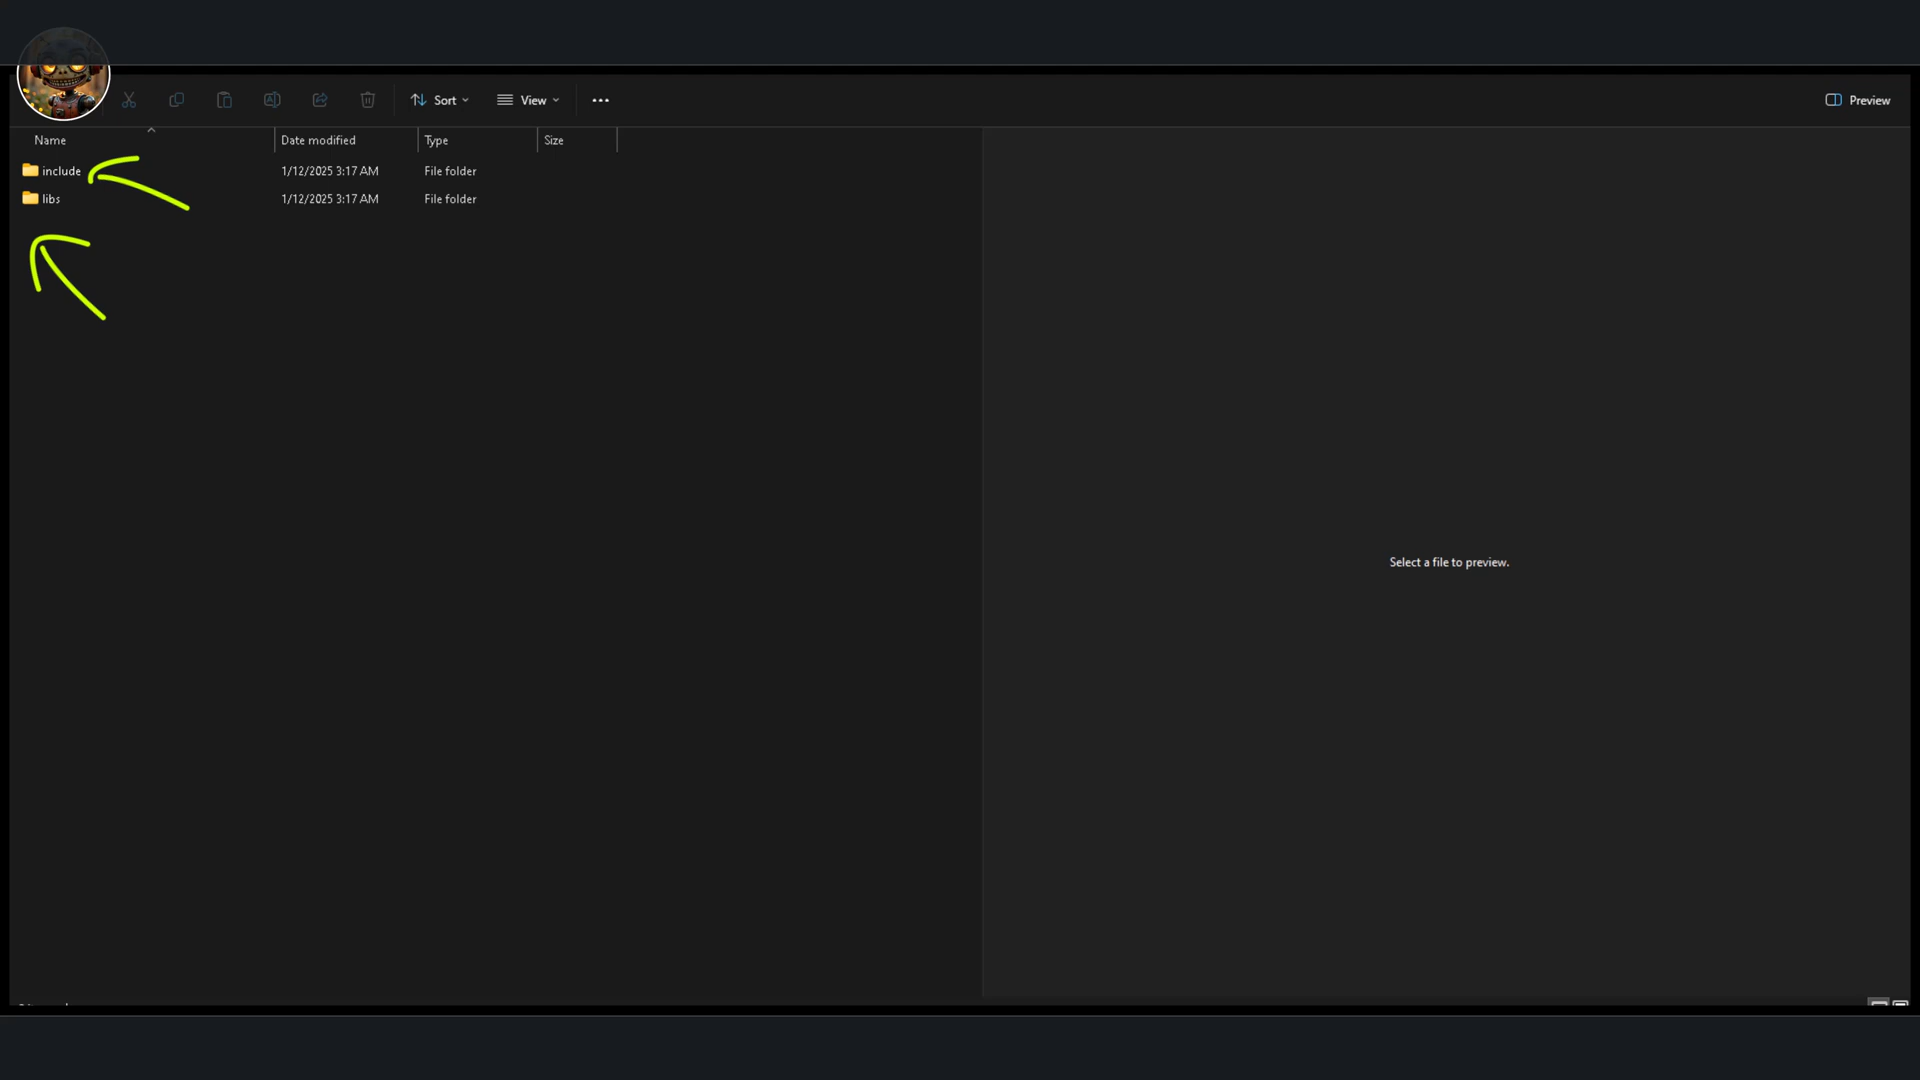 Sort View Preview
Name Date modified Type Size
include 1/12/2025 3:17 AM File folder
libs 1/12/2025 3:17 AM File folder
Select a file to preview.